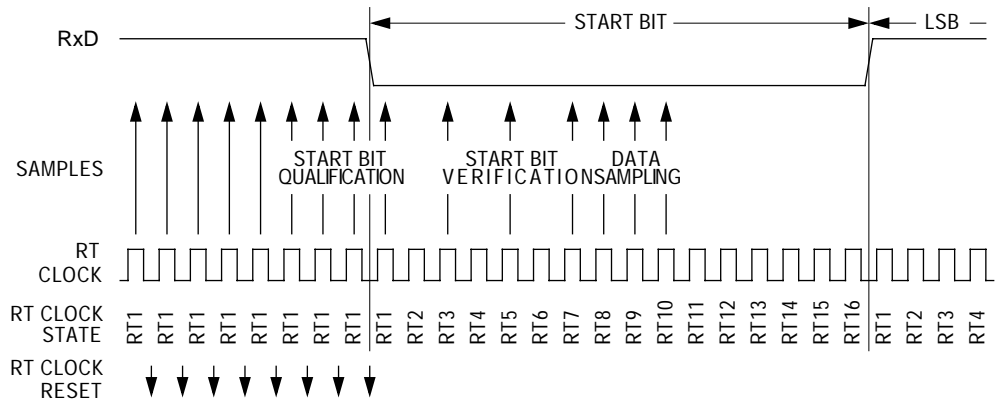 START BIT
LSB
RxD
SAMPLES
START BIT
QUALIFICATION
START BIT
VERIFICATION
DATA
SAMPLING
RT
CLOCK
RT CLOCK
STATE
RT1 RT1 RT1 RT1 RT1 RT1 RT1 RT1 RT1 RT2 RT3 RT4 RT5 RT6 RT7 RT8 RT9 RT10 RT11 RT12 RT13 RT14 RT15 RT16 RT1 RT2 RT3 RT4
RT CLOCK
RESET